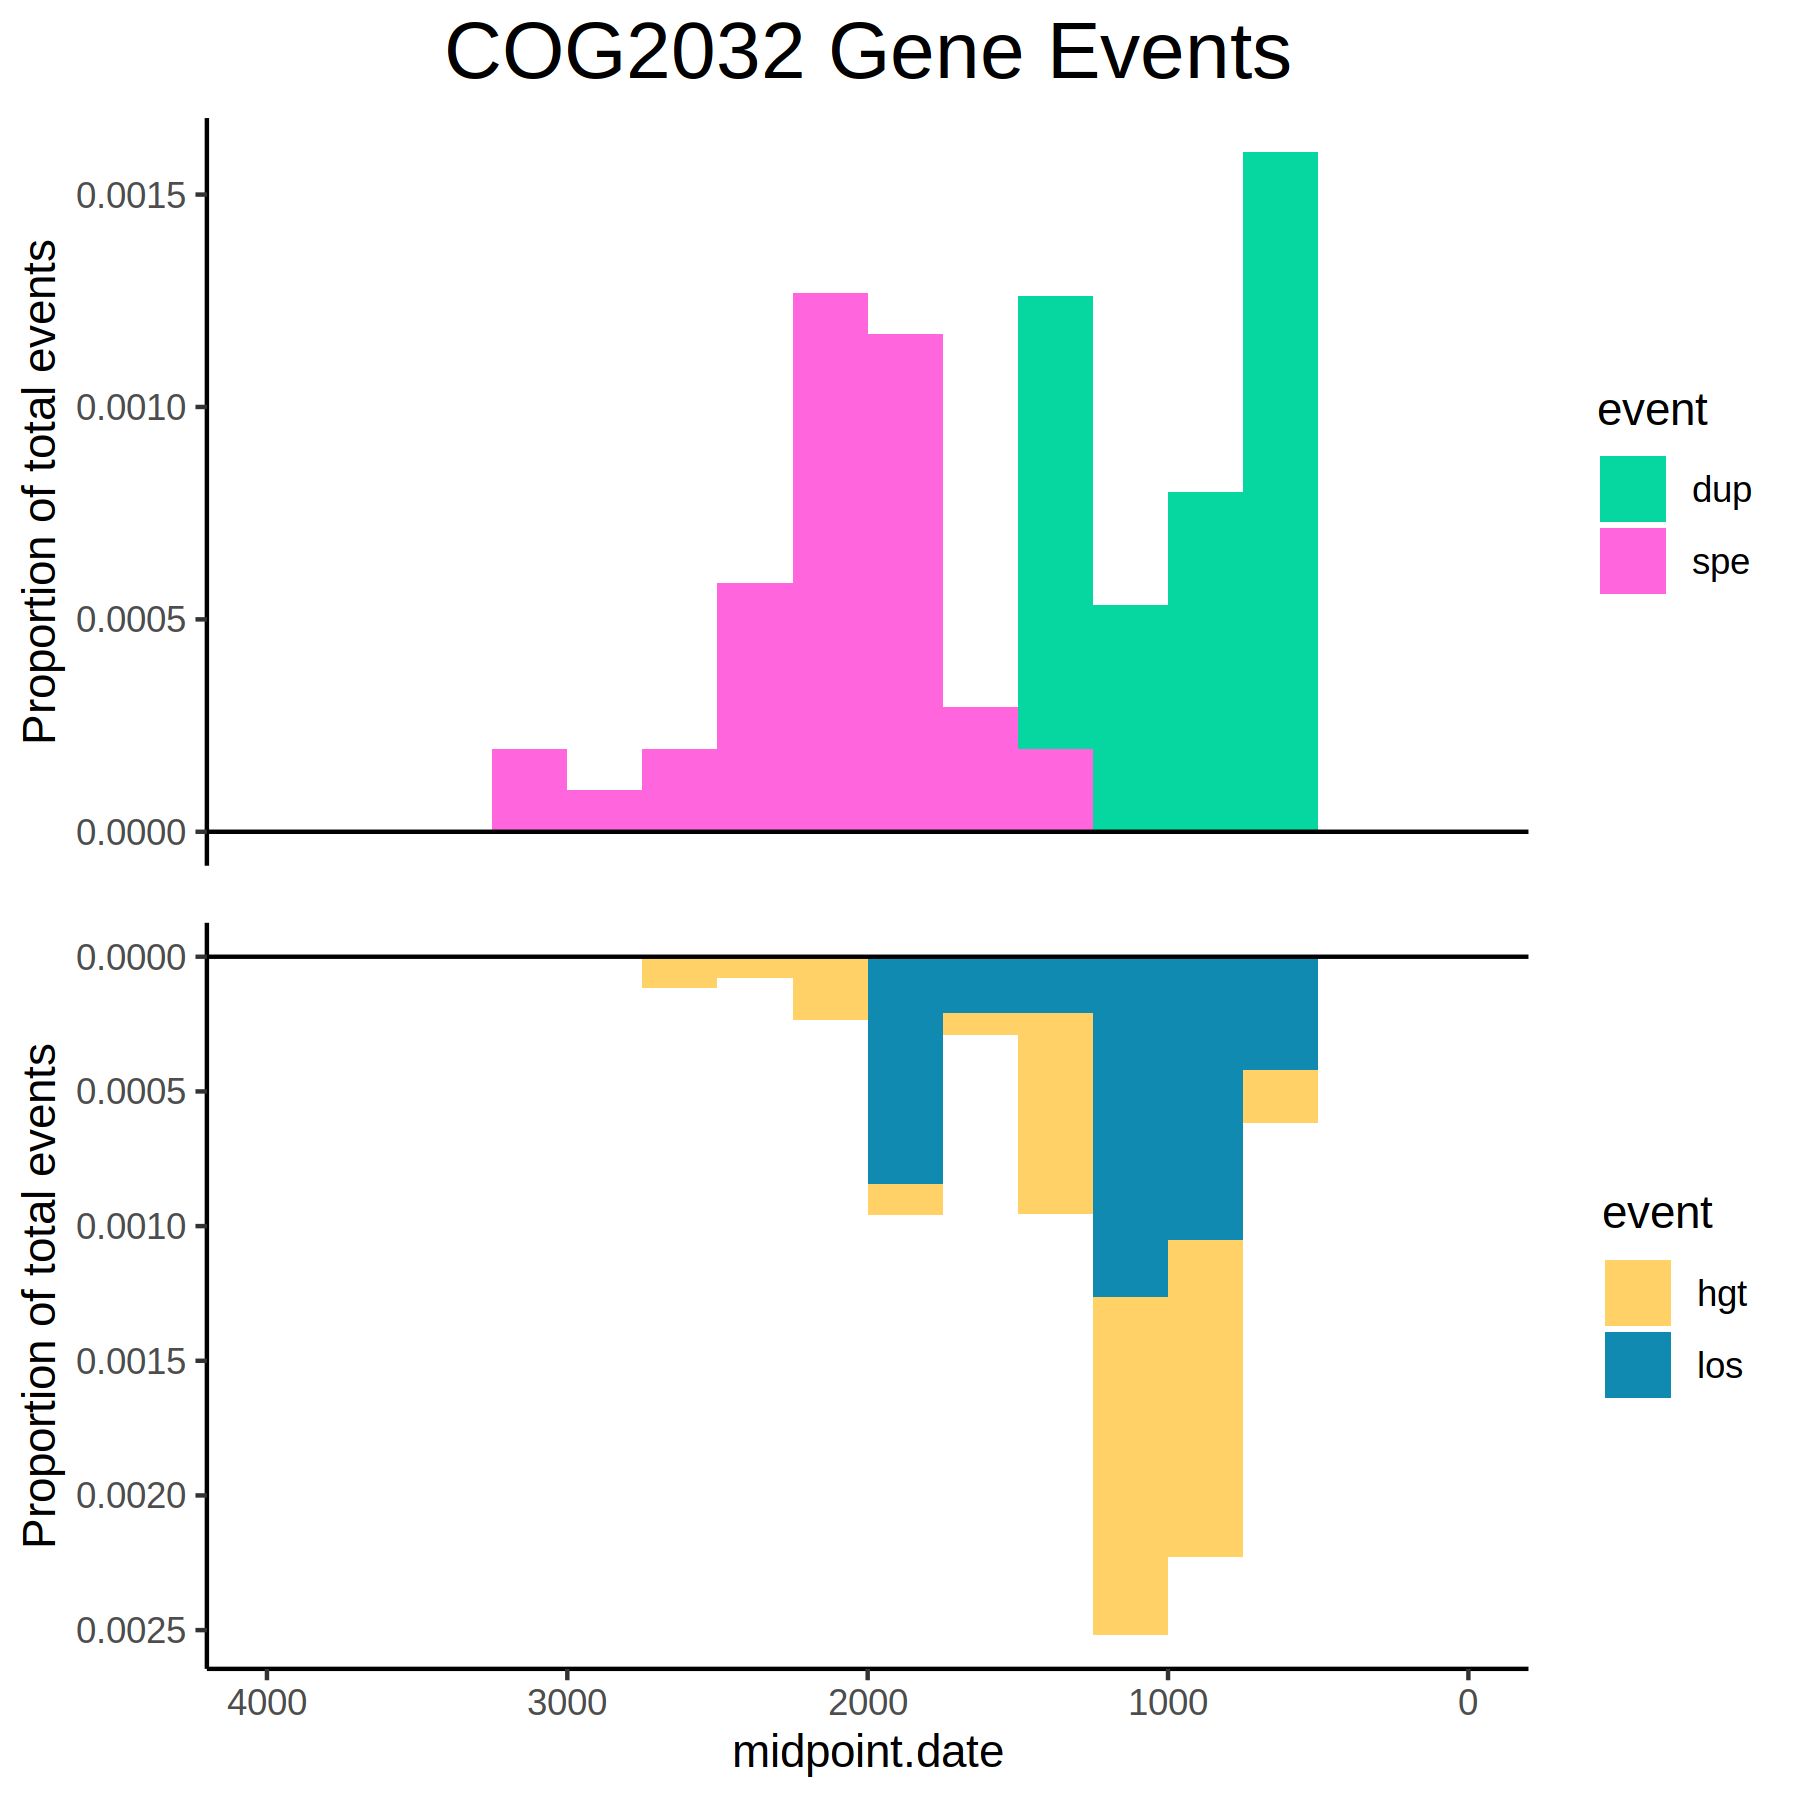 COG2032 Gene Events
Proportion of total events
0.0015
0.0010
0.0005
0.0000
event
dup
spe
Proportion of total events
0.0000
0.0005
0.0010
0.0015
0.0020
0.0025
event
hgt
los
4000 3000 2000 1000 0
midpoint.date